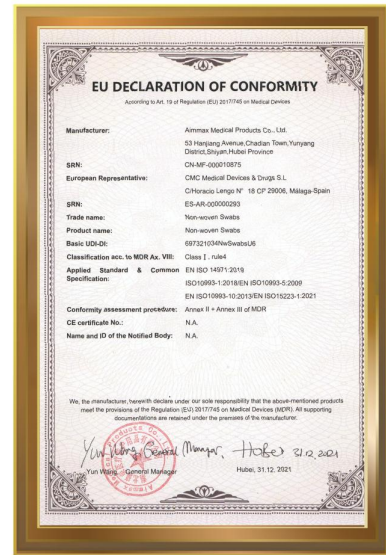 EU DECLARATION OF CONFORMITY
According to Art. 19 of Regulation (EU) 2017/745 on Medical Devices
Manufacturer: Aimmax Medical Products Co., Ltd.
53 Hanjiang Avenue,Chadian Town,Yunyang
District,Shiyan,Hubei Province
SRN: CN-MF-000010875
European Representative: CMC Medical Devices & Drugs S.L
C/Horacio Lengo N° 18 CP 29006, Málaga-Spain
SRN: ES-AR-000000293
Trade name: Non-woven Swabs
Product name: Non-woven Swabs
Basic UDI-DI: 697321034NwSwabsU6
Classification acc. to MDR Ax. VIII: Class I . rule4
Applied Standard & Common EN ISO 14971:2019
Specification:
ISO10993-1:2018/EN ISO10993-5:2009
EN ISO10993-10:2013/EN ISO15223-1:2021
Conformity assessment procedure: Annex II + Annex III of MDR
CE certificate No.: N.A.
Name and ID of the Notified Body: N.A.
We, the manufacturer, herewith declare under our sole responsibility that the above-mentioned products
meet the provisions of the Regulation (EU) 2017/745 on Medical Devices (MDR). All supporting
documentations are retained under the premises of the manufacturer.
Yun Wang, General Manager, Hubei 31.12.2021
Yun Wang General Manager Hubei, 31.12. 2021